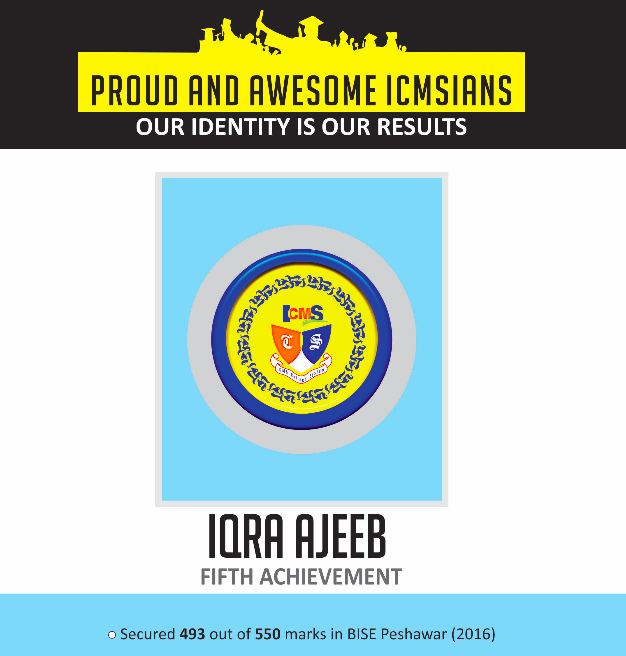 PROUD AND AWESOME ICMSIANS
OUR IDENTITY IS OUR RESULTS
ICMS
T S
IQRA AJEEB
FIFTH ACHIEVEMENT
Secured 493 out of 550 marks in BISE Peshawar (2016)